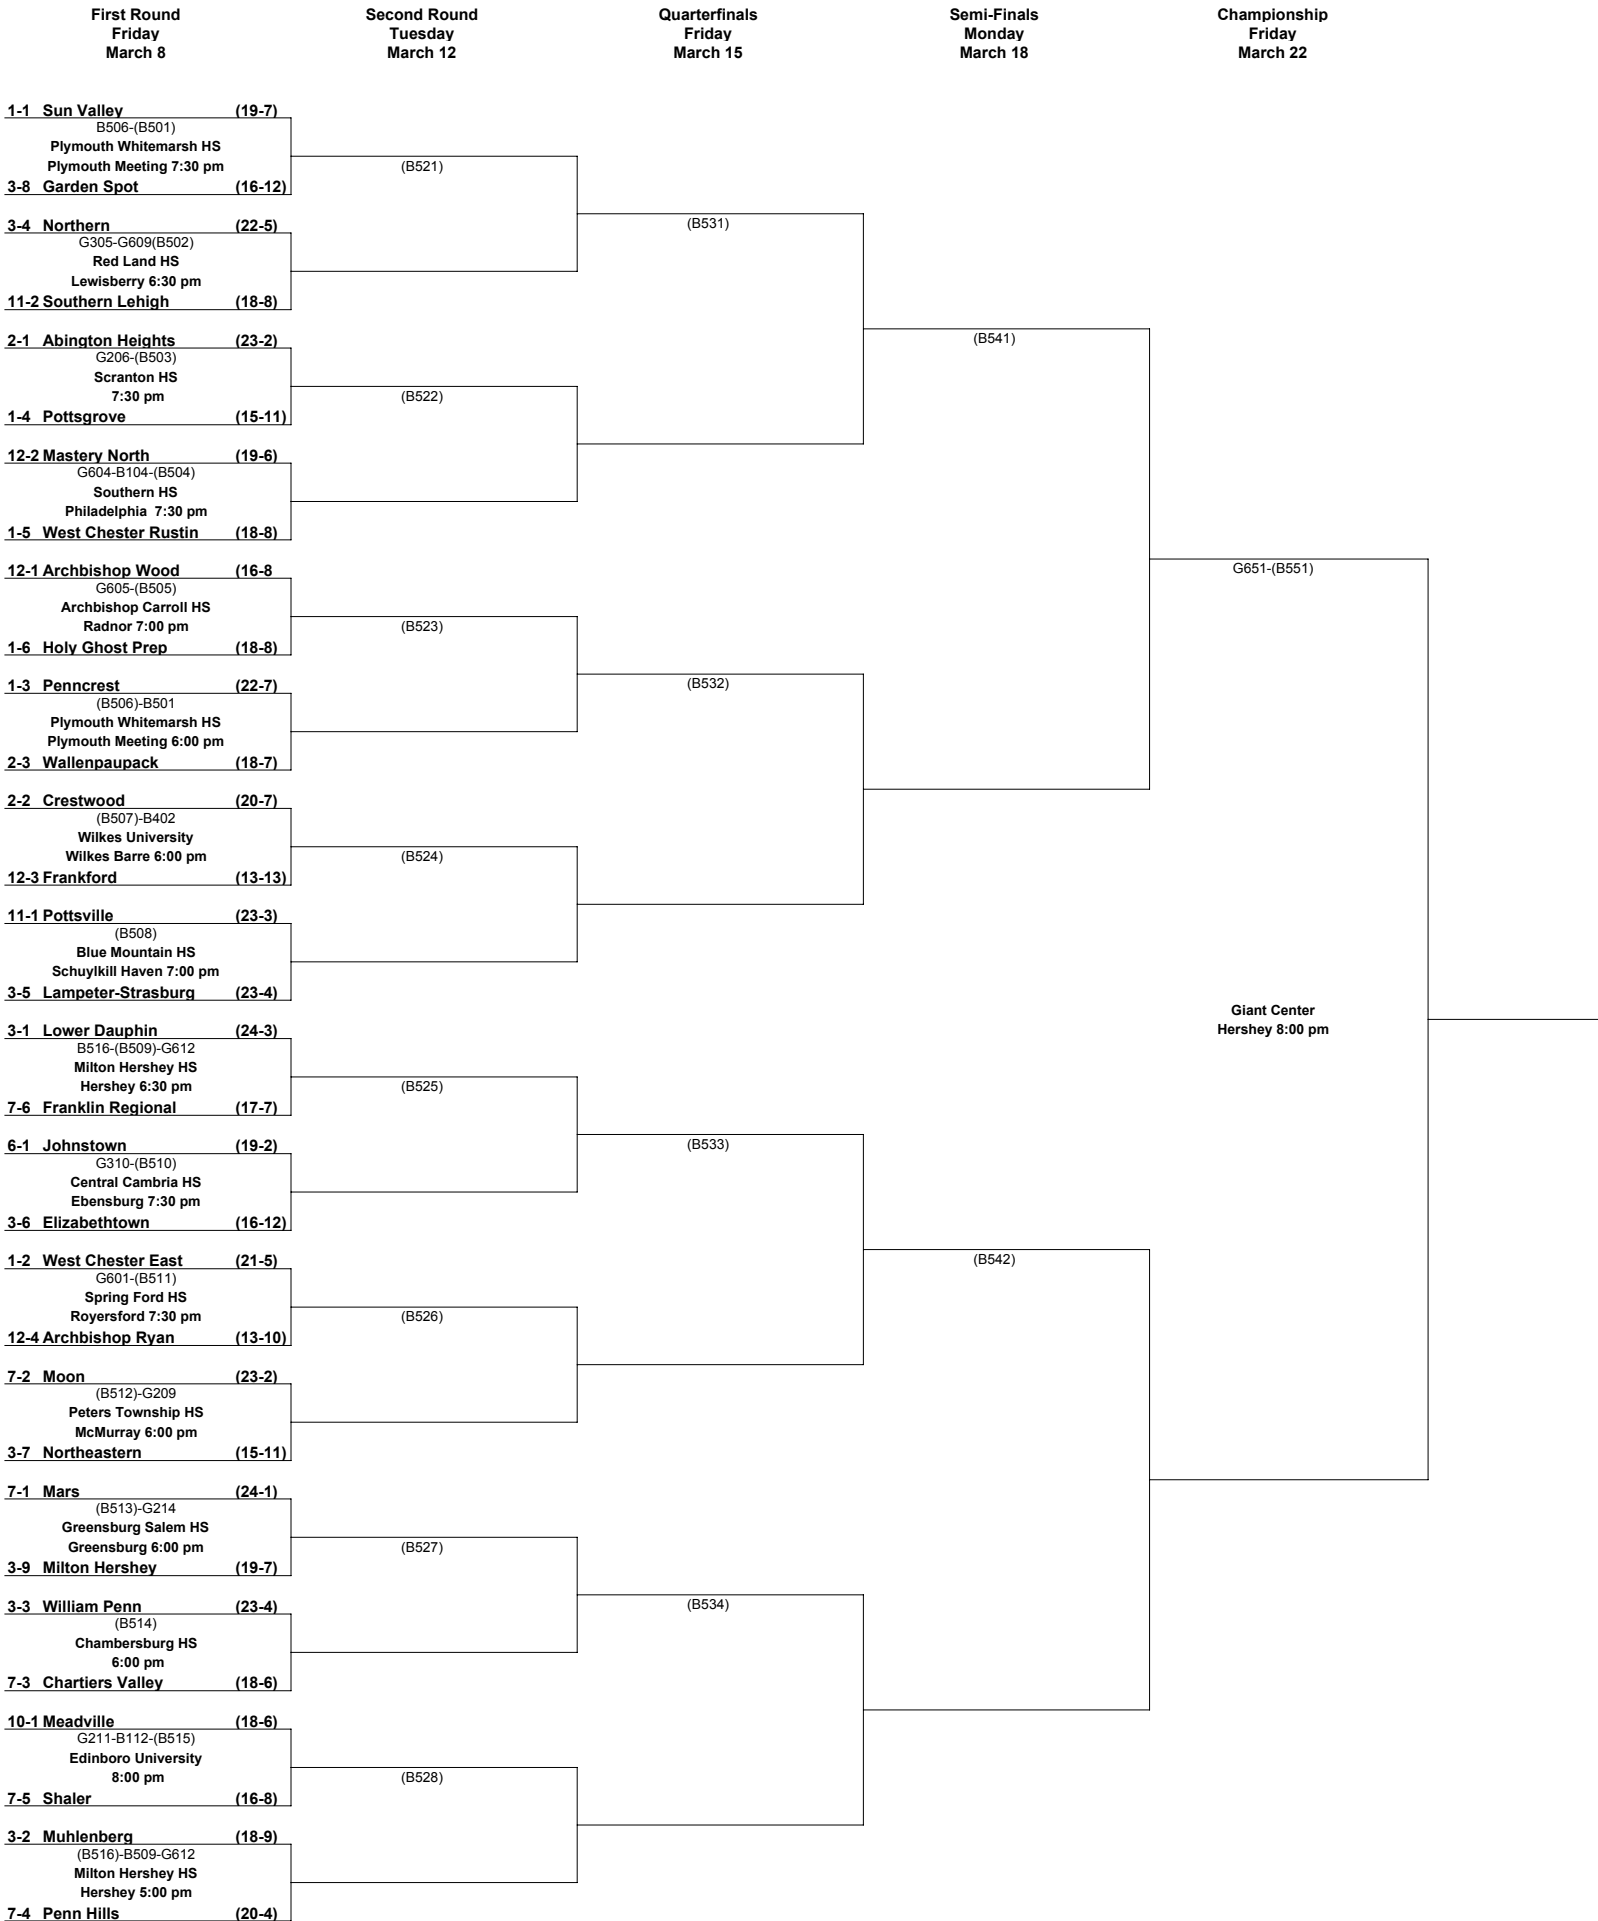 First Round
Friday
March 8
Second Round
Tuesday
March 12
Quarterfinals
Friday
March 15
Semi-Finals
Monday
March 18
Championship
Friday
March 22
1-1 Sun Valley (19-7)
B506-(B501)
Plymouth Whitemarsh HS
Plymouth Meeting 7:30 pm
3-8 Garden Spot (16-12)
(B521)
3-4 Northern (22-5)
G305-G609(B502)
Red Land HS
Lewisberry 6:30 pm
11-2 Southern Lehigh (18-8)
(B531)
2-1 Abington Heights (23-2)
G206-(B503)
Scranton HS
7:30 pm
1-4 Pottsgrove (15-11)
(B522)
(B541)
12-2 Mastery North (19-6)
G604-B104-(B504)
Southern HS
Philadelphia 7:30 pm
1-5 West Chester Rustin (18-8)
12-1 Archbishop Wood (16-8
G605-(B505)
Archbishop Carroll HS
Radnor 7:00 pm
1-6 Holy Ghost Prep (18-8)
(B523)
G651-(B551)
1-3 Penncrest (22-7)
(B506)-B501
Plymouth Whitemarsh HS
Plymouth Meeting 6:00 pm
2-3 Wallenpaupack (18-7)
(B532)
2-2 Crestwood (20-7)
(B507)-B402
Wilkes University
Wilkes Barre 6:00 pm
12-3 Frankford (13-13)
(B524)
11-1 Pottsville (23-3)
(B508)
Blue Mountain HS
Schuylkill Haven 7:00 pm
3-5 Lampeter-Strasburg (23-4)
Giant Center
Hershey 8:00 pm
3-1 Lower Dauphin (24-3)
B516-(B509)-G612
Milton Hershey HS
Hershey 6:30 pm
7-6 Franklin Regional (17-7)
(B525)
6-1 Johnstown (19-2)
G310-(B510)
Central Cambria HS
Ebensburg 7:30 pm
3-6 Elizabethtown (16-12)
(B533)
1-2 West Chester East (21-5)
G601-(B511)
Spring Ford HS
Royersford 7:30 pm
12-4 Archbishop Ryan (13-10)
(B526)
(B542)
7-2 Moon (23-2)
(B512)-G209
Peters Township HS
McMurray 6:00 pm
3-7 Northeastern (15-11)
7-1 Mars (24-1)
(B513)-G214
Greensburg Salem HS
Greensburg 6:00 pm
3-9 Milton Hershey (19-7)
(B527)
3-3 William Penn (23-4)
(B514)
Chambersburg HS
6:00 pm
7-3 Chartiers Valley (18-6)
(B534)
10-1 Meadville (18-6)
G211-B112-(B515)
Edinboro University
8:00 pm
7-5 Shaler (16-8)
(B528)
3-2 Muhlenberg (18-9)
(B516)-B509-G612
Milton Hershey HS
Hershey 5:00 pm
7-4 Penn Hills (20-4)